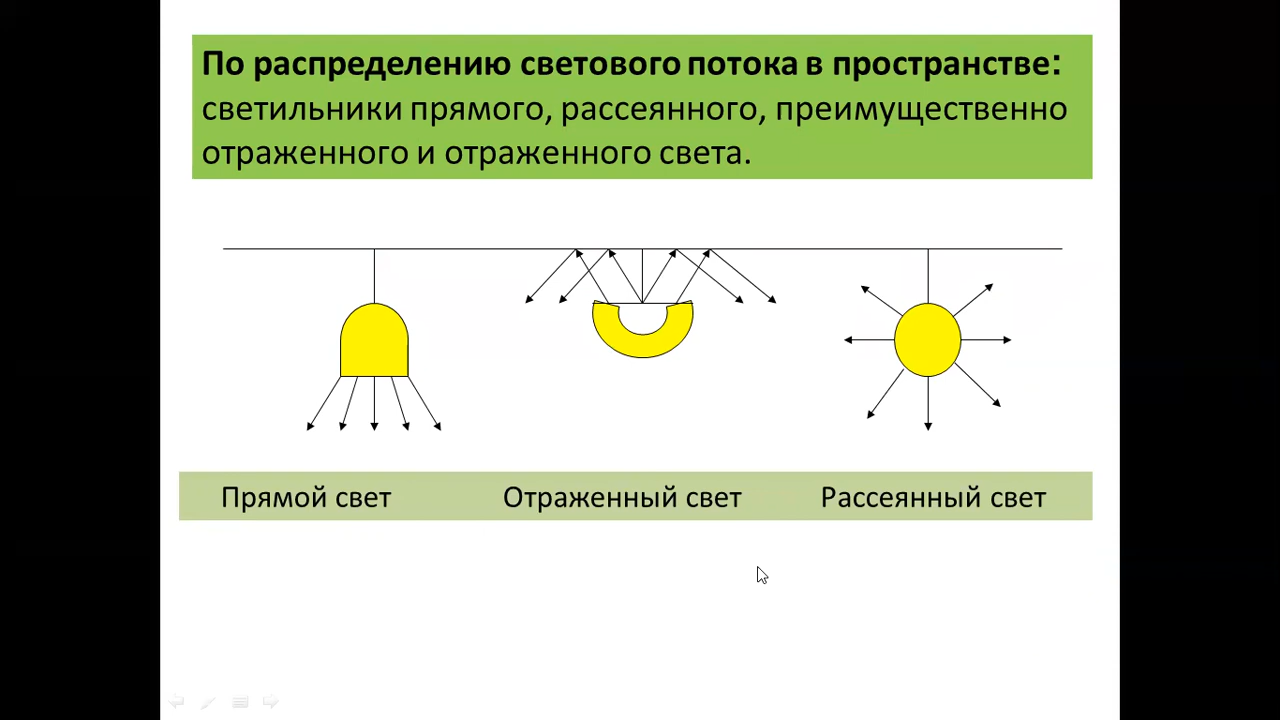 По распределению светового потока в пространстве:
светильники прямого, рассеянного, преимущественно
отраженного и отраженного света.
Прямой свет Отраженный свет Рассеянный свет